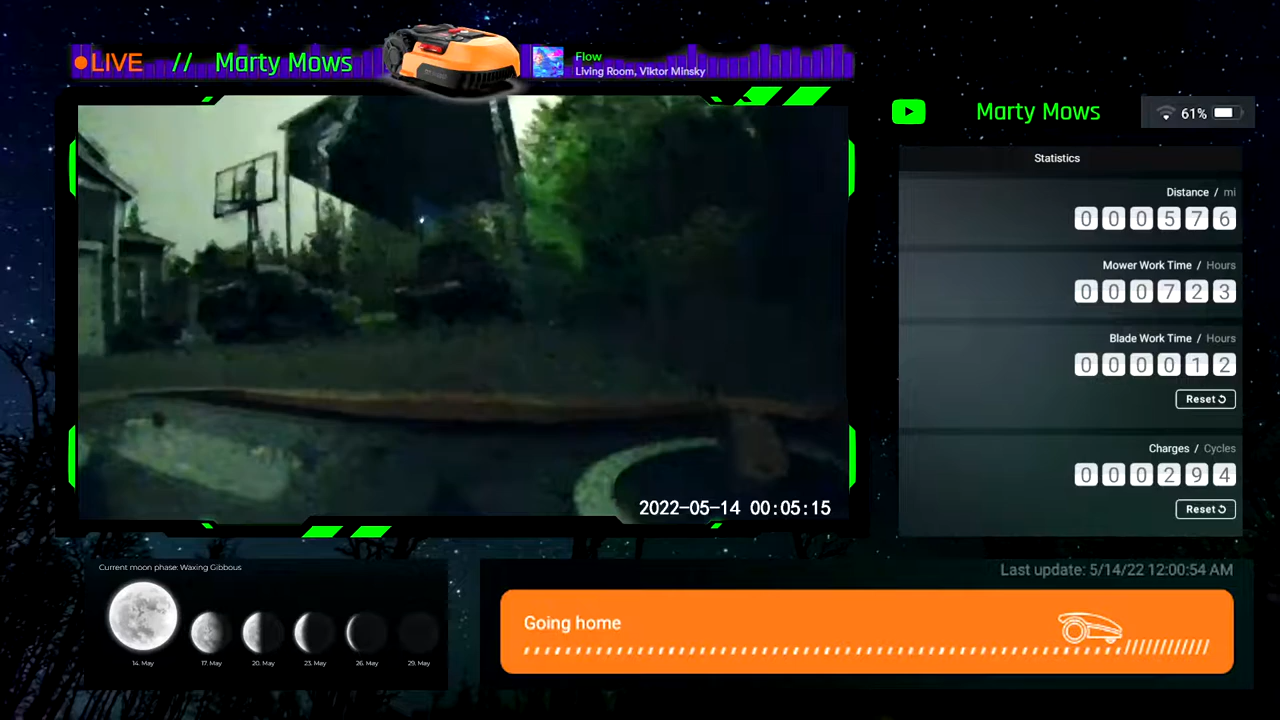 LIVE // Marty Mows
Flow
Living Room, Viktor Minsky
Marty Mows
61%
Statistics
Distance / mi
000576
Mower Work Time / Hours
000723
Blade Work Time / Hours
000012
Reset
Charges / Cycles
000294
Reset
2022-05-14 00:05:15
Current moon phase: Waxing Gibbous
14. May 17. May 20. May 23. May 26. May 29. May
Last update: 5/14/22 12:00:54 AM
Going home